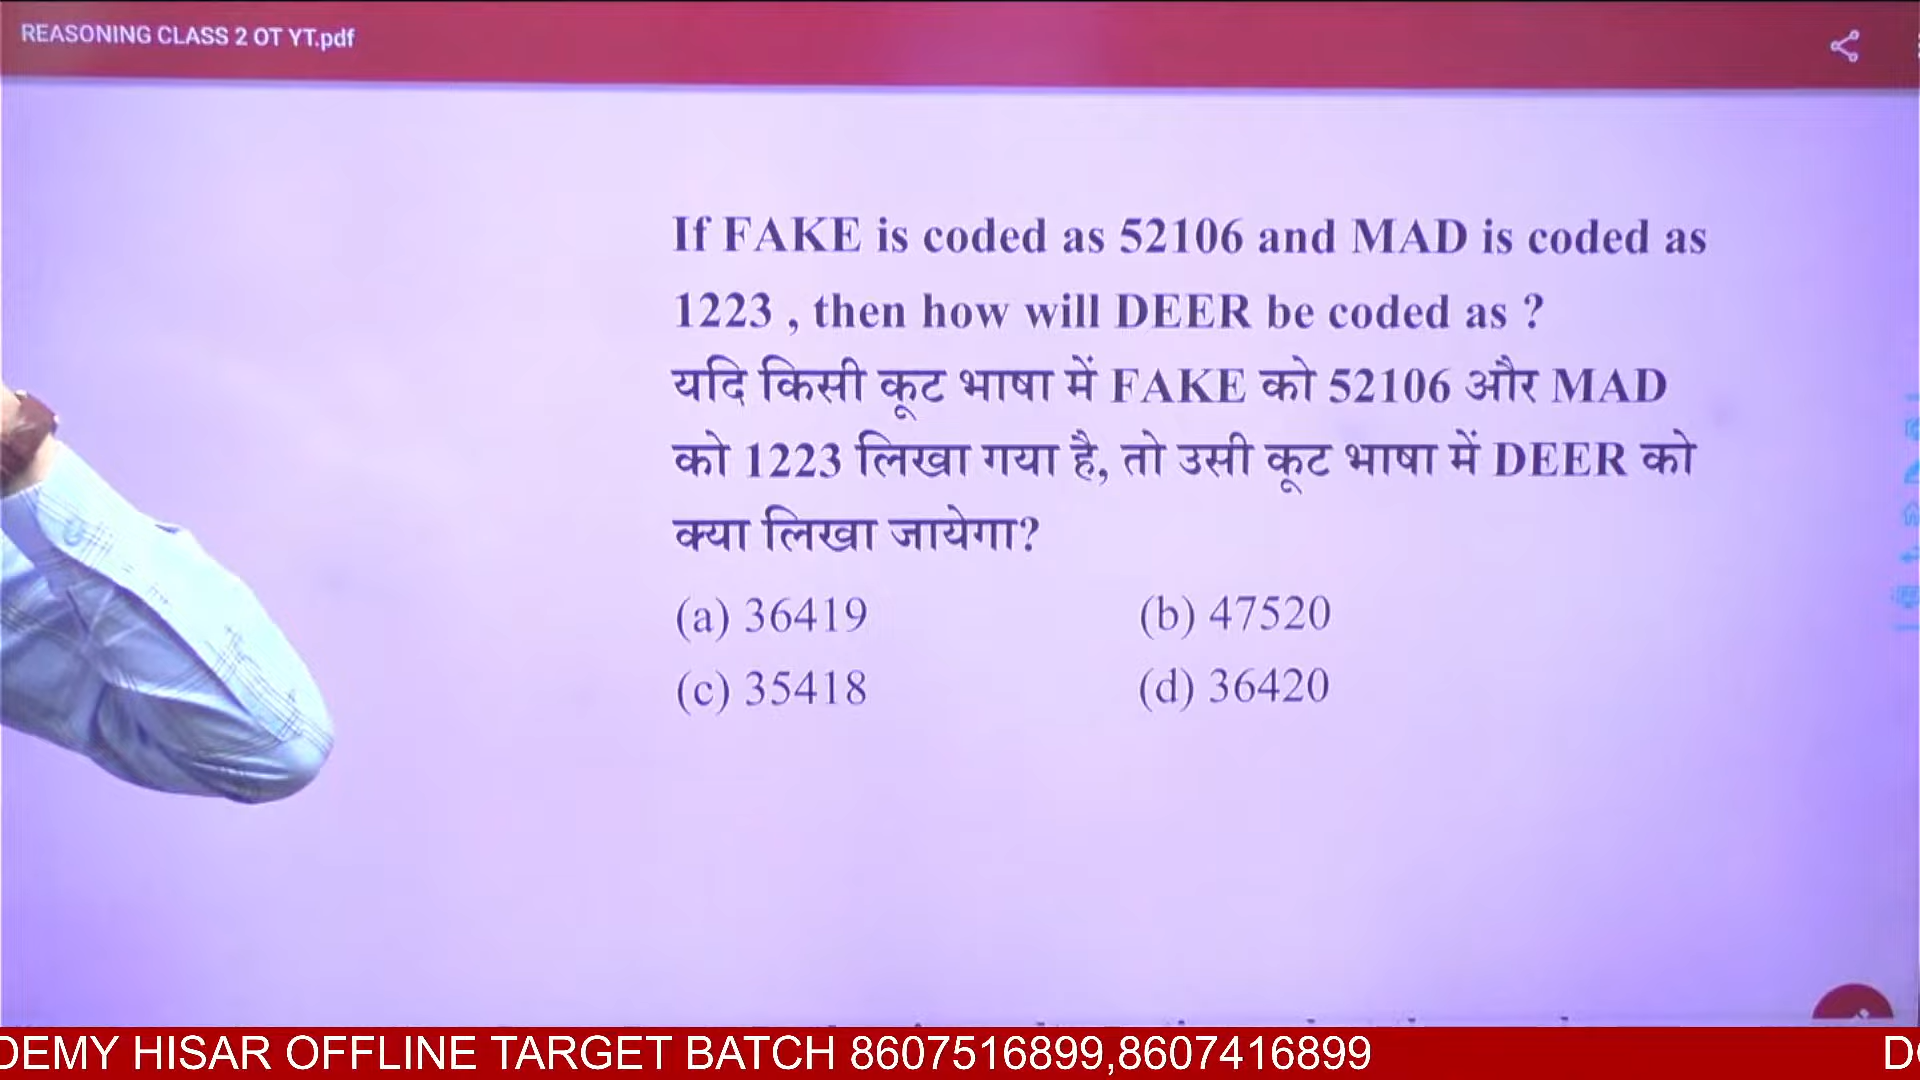 REASONING CLASS 2 OT YT.pdf
If FAKE is coded as 52106 and MAD is coded as
1223 , then how will DEER be coded as ?
यदि किसी कूट भाषा में FAKE को 52106 और MAD
को 1223 लिखा गया है, तो उसी कूट भाषा में DEER को
क्या लिखा जायेगा?
(a) 36419 (b) 47520
(c) 35418 (d) 36420
DEMY HISAR OFFLINE TARGET BATCH 8607516899,8607416899